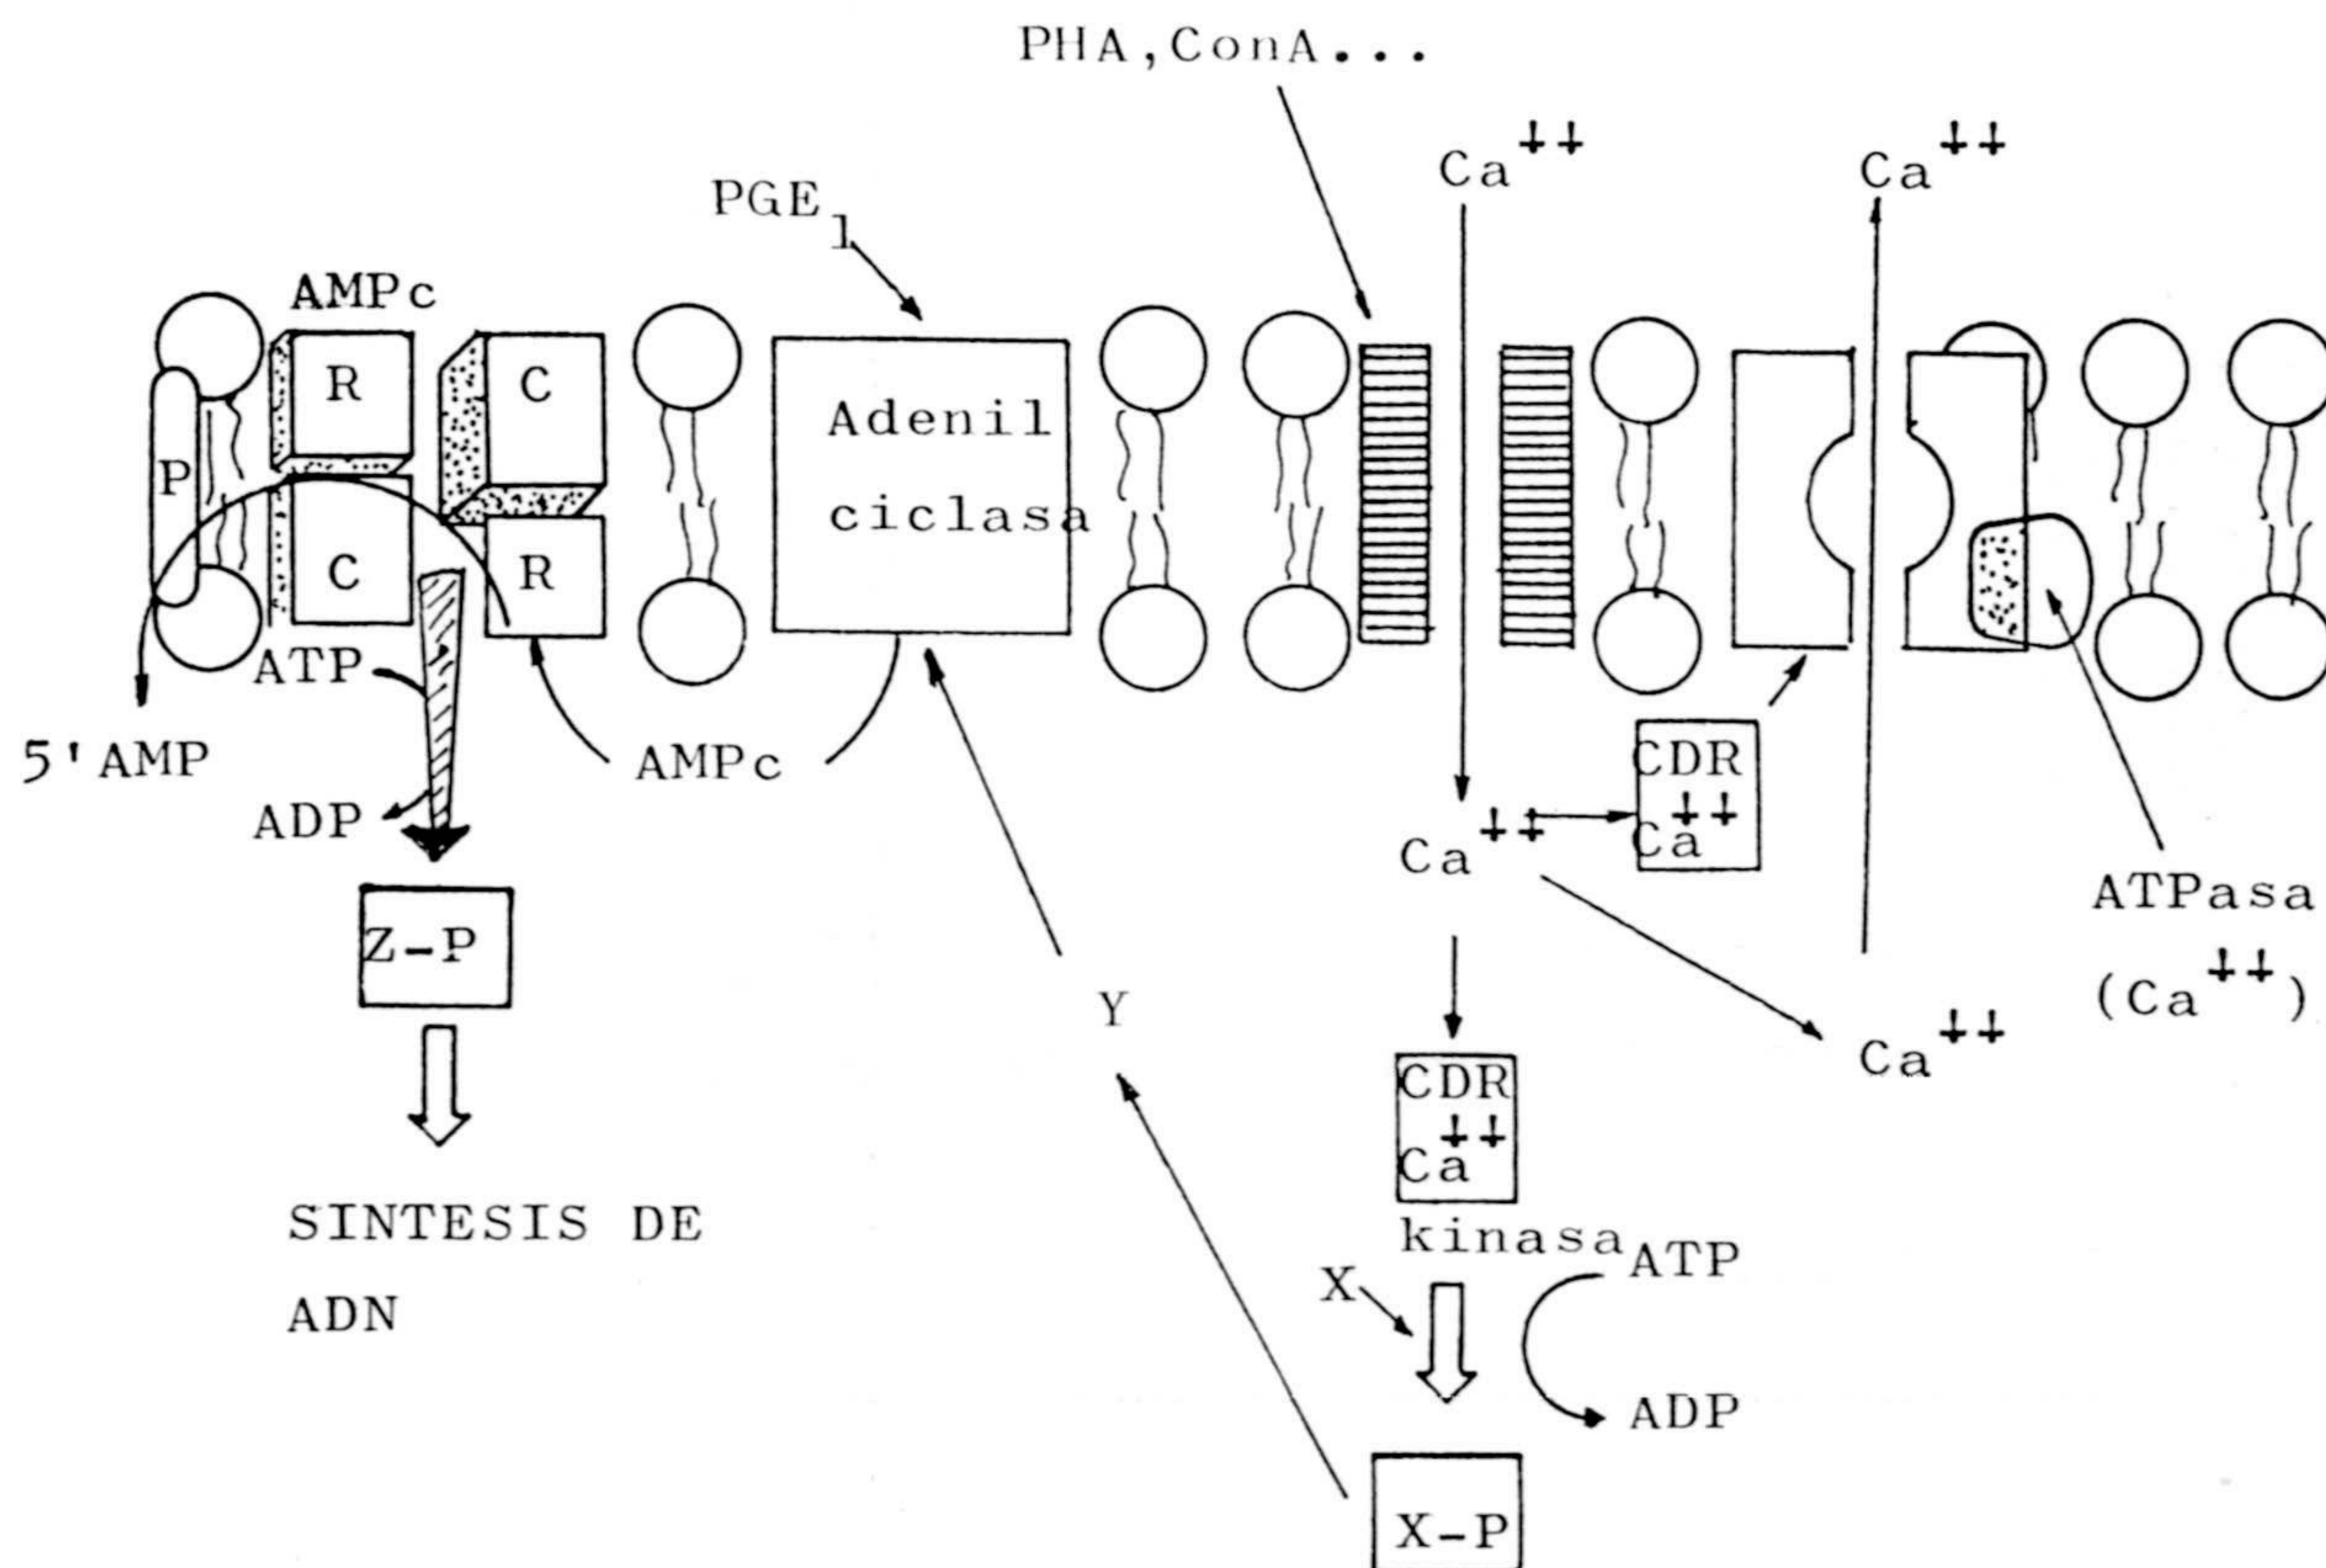 PHA,ConA...
Ca++
Ca++
PGE1
AMPc
R
C
P
Adenil
ciclasa
C
R
ATP
5'AMP
AMPc
CDR
++
Ca
ADP
Ca++
ATPasa
(Ca++)
Z-P
Y
Ca++
CDR
++
Ca
kinasa
ATP
SINTESIS DE
ADN
X
ADP
X-P